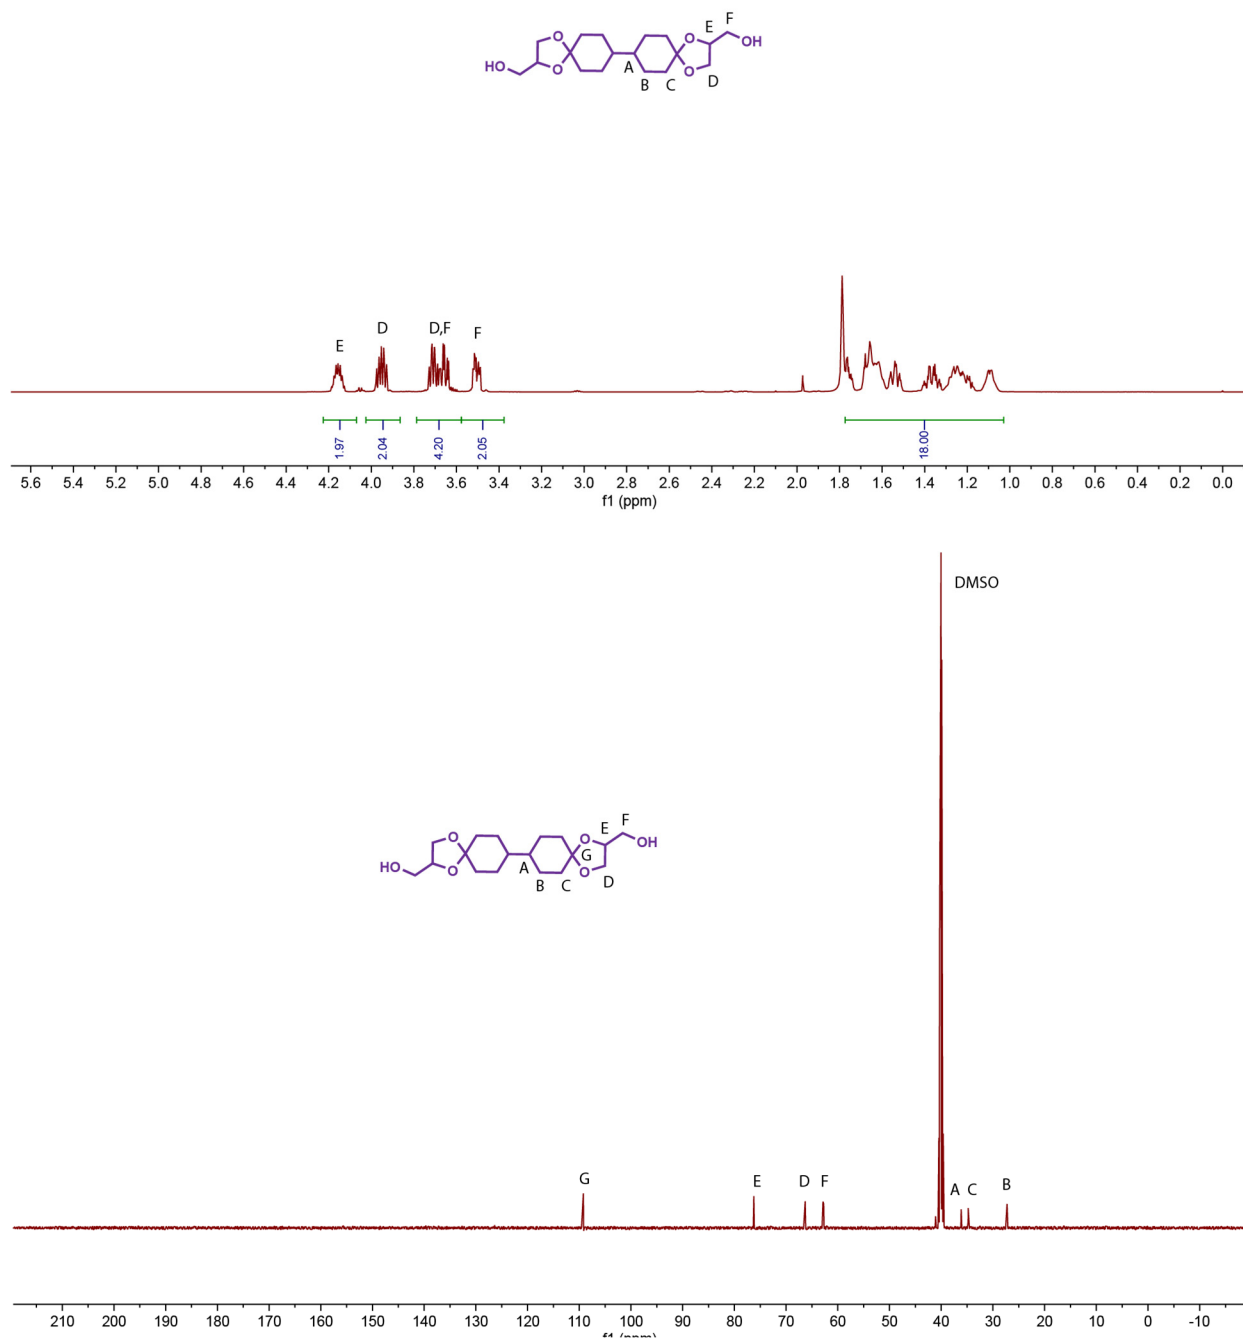 E F
O O OH
HO O O D
A
B C
E D D,F F
1.97 2.04 4.20 2.05 18.00
5.6 5.4 5.2 5.0 4.8 4.6 4.4 4.2 4.0 3.8 3.6 3.4 3.2 3.0 2.8 2.6 2.4 2.2 2.0 1.8 1.6 1.4 1.2 1.0 0.8 0.6 0.4 0.2 0.0
f1 (ppm)
DMSO
E F
O O OH
G
HO O O D
A
B C
G E D F A C B
210 200 190 180 170 160 150 140 130 120 110 100 90 80 70 60 50 40 30 20 10 0 -10
f1 (ppm)